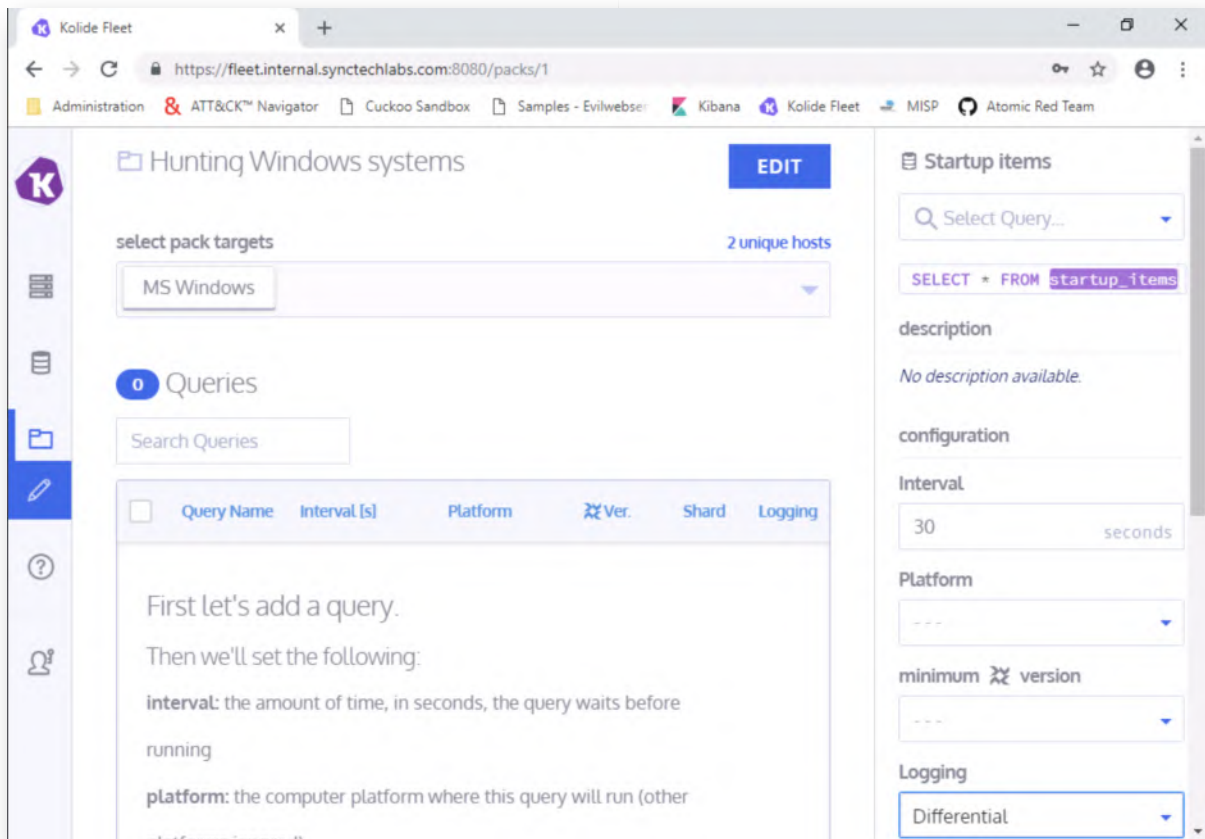 Kolide Fleet
https://fleet.internal.synctechlabs.com:8080/packs/1
Administration ATT&CK™ Navigator Cuckoo Sandbox Samples - Evilwebser Kibana Kolide Fleet MISP Atomic Red Team
Hunting Windows systems
EDIT
select pack targets
2 unique hosts
MS Windows
0 Queries
Search Queries
Query Name Interval [s] Platform Ver. Shard Logging
First let's add a query.
Then we'll set the following:
interval: the amount of time, in seconds, the query waits before
running
platform: the computer platform where this query will run (other
Startup items
Select Query...
SELECT * FROM startup_items
description
No description available.
configuration
Interval
30 seconds
Platform
---
minimum version
---
Logging
Differential